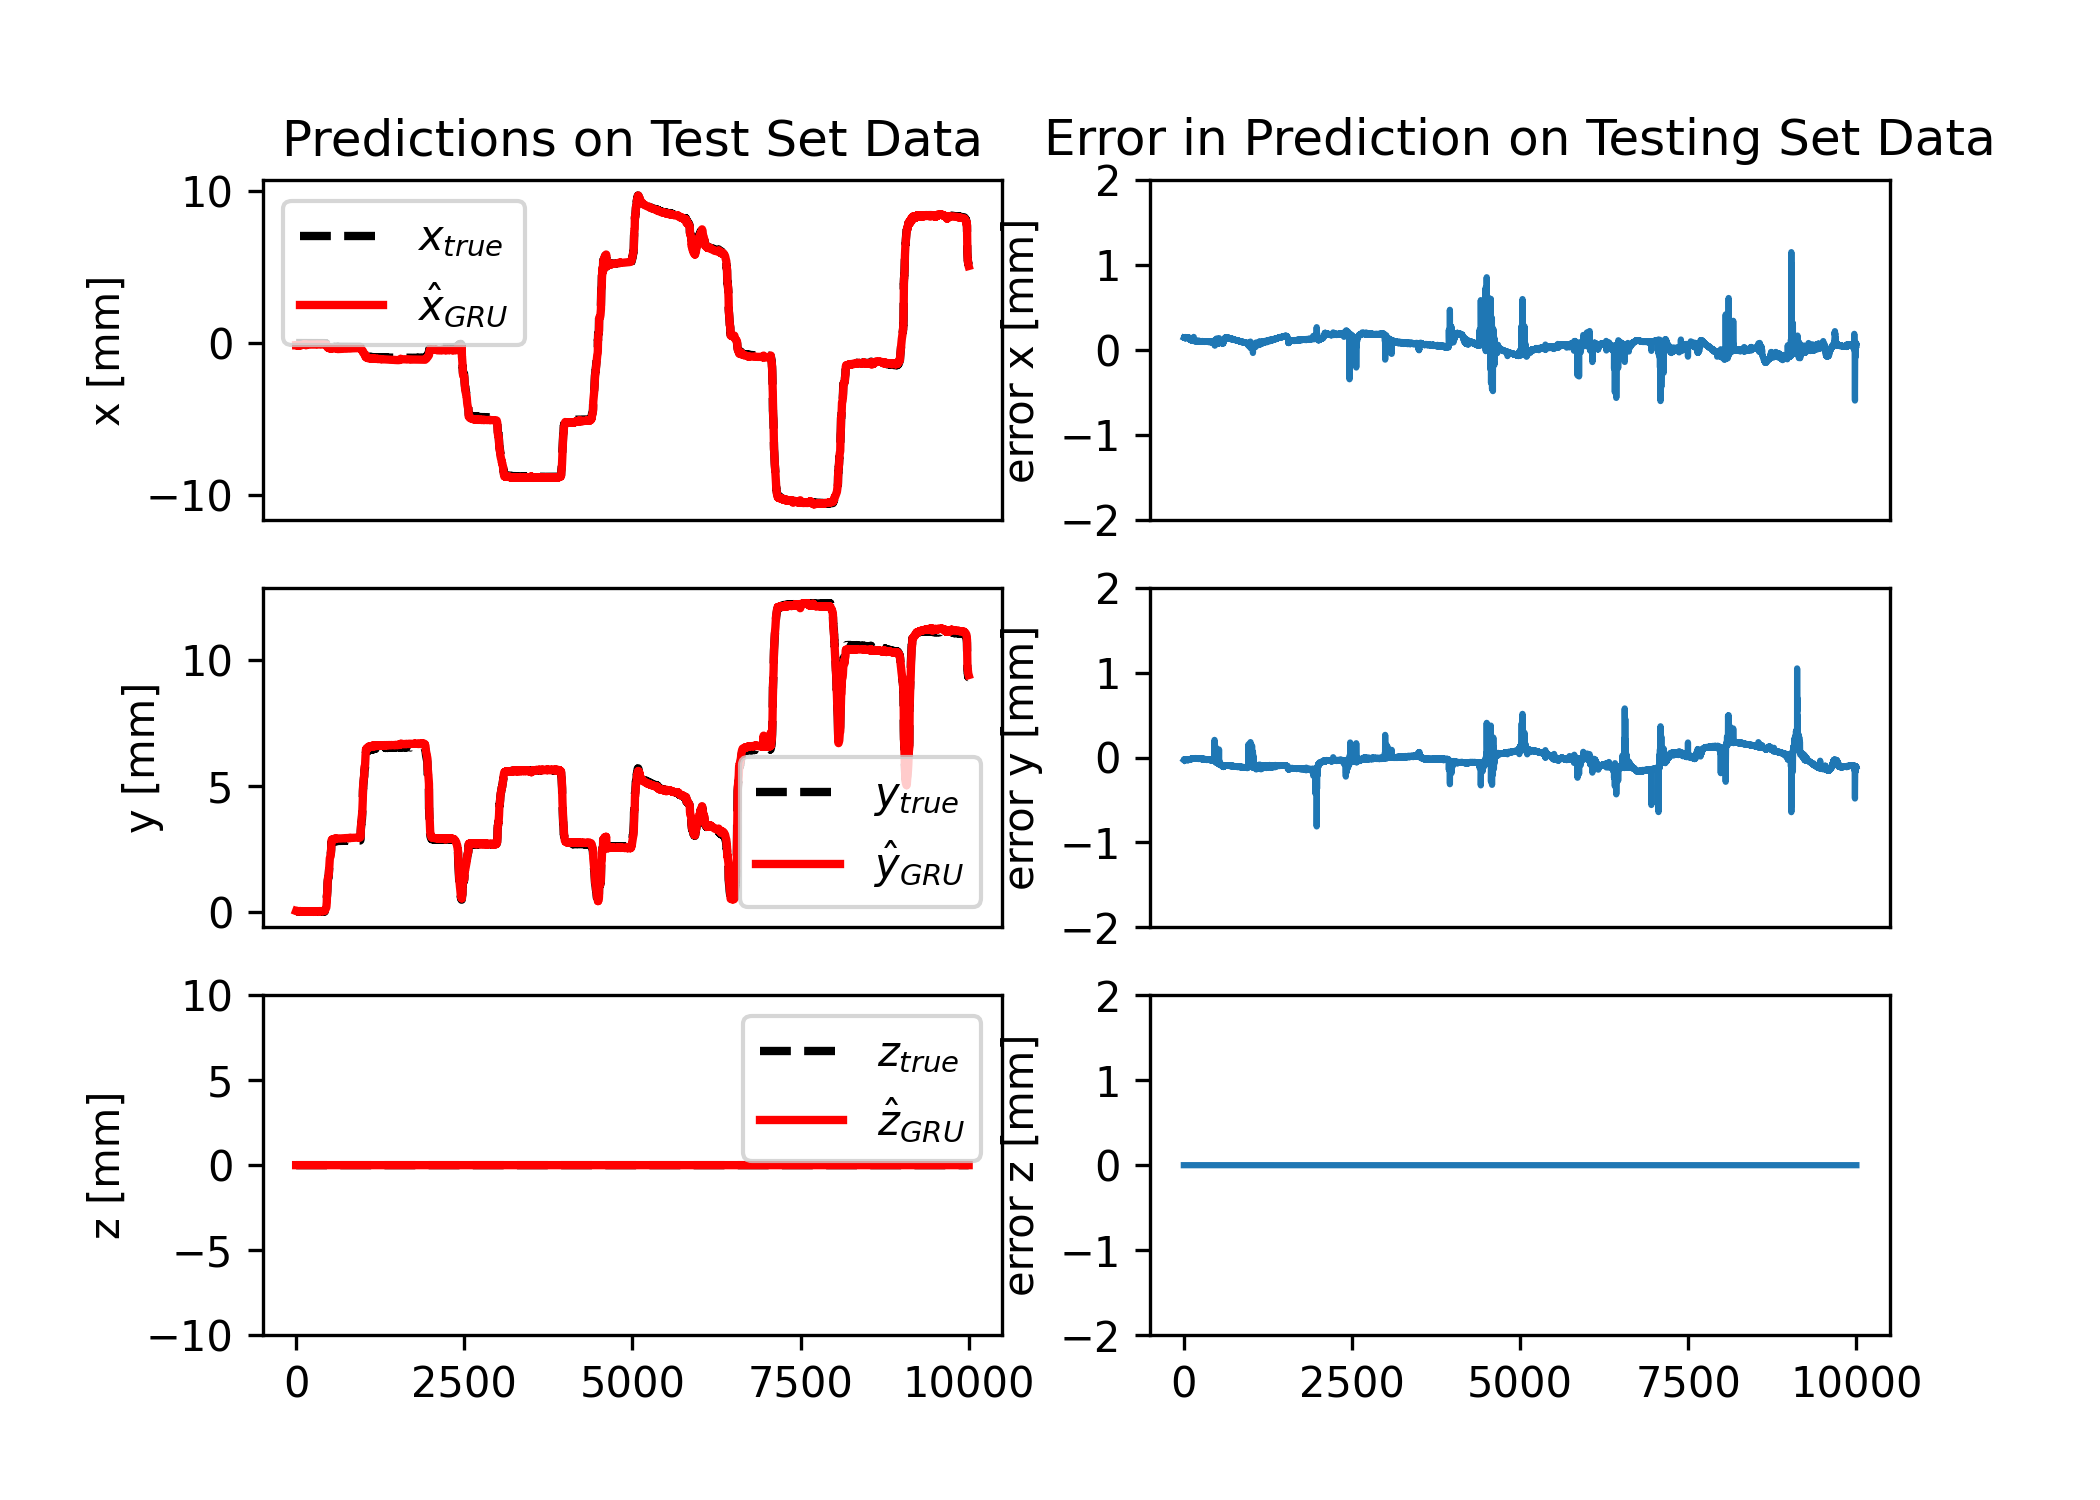 Predictions on Test Set Data
Error in Prediction on Testing Set Data
x [mm]
10
0
−10
x_true
x̂_GRU
error x [mm]
2
1
0
−1
−2
y [mm]
10
5
0
y_true
ŷ_GRU
error y [mm]
2
1
0
−1
−2
z [mm]
10
5
0
−5
−10
z_true
ẑ_GRU
0 2500 5000 7500 10000
error z [mm]
2
1
0
−1
−2
0 2500 5000 7500 10000